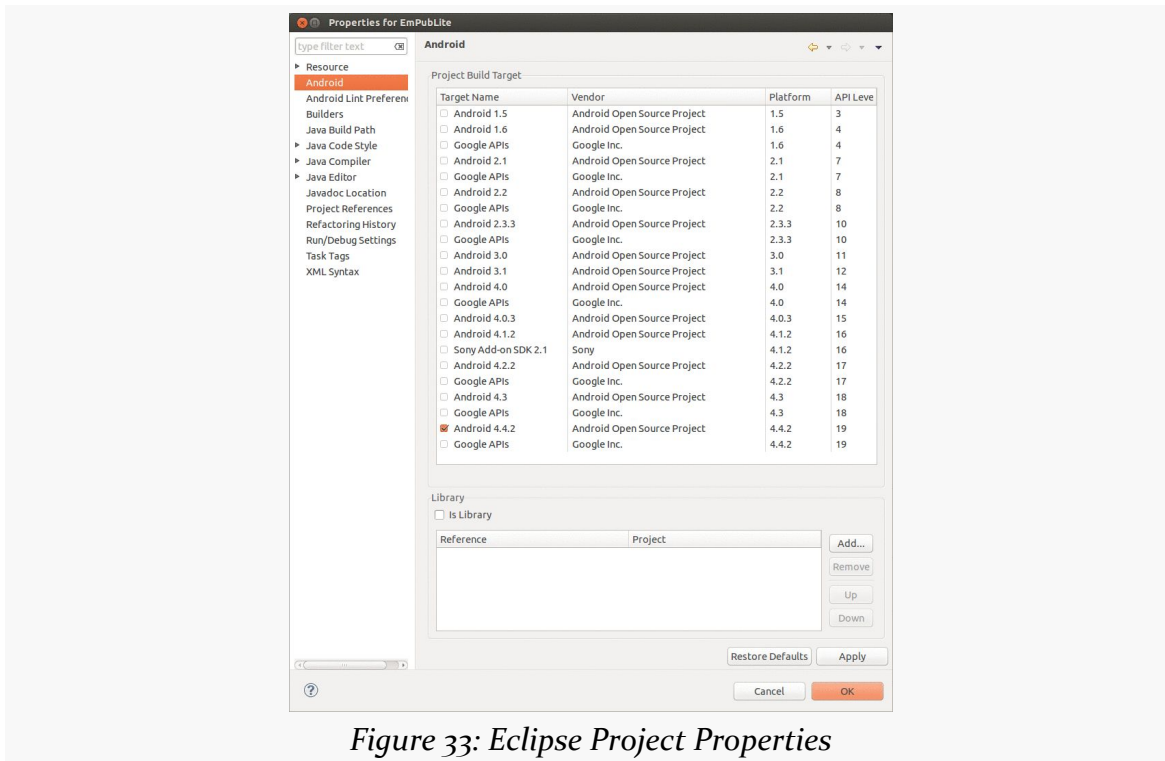 Properties for EmPubLite
type filter text
Android
Resource
Android
Android Lint Preferen
Builders
Java Build Path
Java Code Style
Java Compiler
Java Editor
Javadoc Location
Project References
Refactoring History
Run/Debug Settings
Task Tags
XML Syntax
Project Build Target
Target Name Vendor Platform API Leve
Android 1.5 Android Open Source Project 1.5 3
Android 1.6 Android Open Source Project 1.6 4
Google APIs Google Inc. 1.6 4
Android 2.1 Android Open Source Project 2.1 7
Google APIs Google Inc. 2.1 7
Android 2.2 Android Open Source Project 2.2 8
Google APIs Google Inc. 2.2 8
Android 2.3.3 Android Open Source Project 2.3.3 10
Google APIs Google Inc. 2.3.3 10
Android 3.0 Android Open Source Project 3.0 11
Android 3.1 Android Open Source Project 3.1 12
Android 4.0 Android Open Source Project 4.0 14
Google APIs Google Inc. 4.0 14
Android 4.0.3 Android Open Source Project 4.0.3 15
Android 4.1.2 Android Open Source Project 4.1.2 16
Sony Add-on SDK 2.1 Sony 4.1.2 16
Android 4.2.2 Android Open Source Project 4.2.2 17
Google APIs Google Inc. 4.2.2 17
Android 4.3 Android Open Source Project 4.3 18
Google APIs Google Inc. 4.3 18
Android 4.4.2 Android Open Source Project 4.4.2 19
Google APIs Google Inc. 4.4.2 19
Library
Is Library
Reference Project
Add...
Remove
Up
Down
Restore Defaults Apply
Cancel OK
Figure 33: Eclipse Project Properties